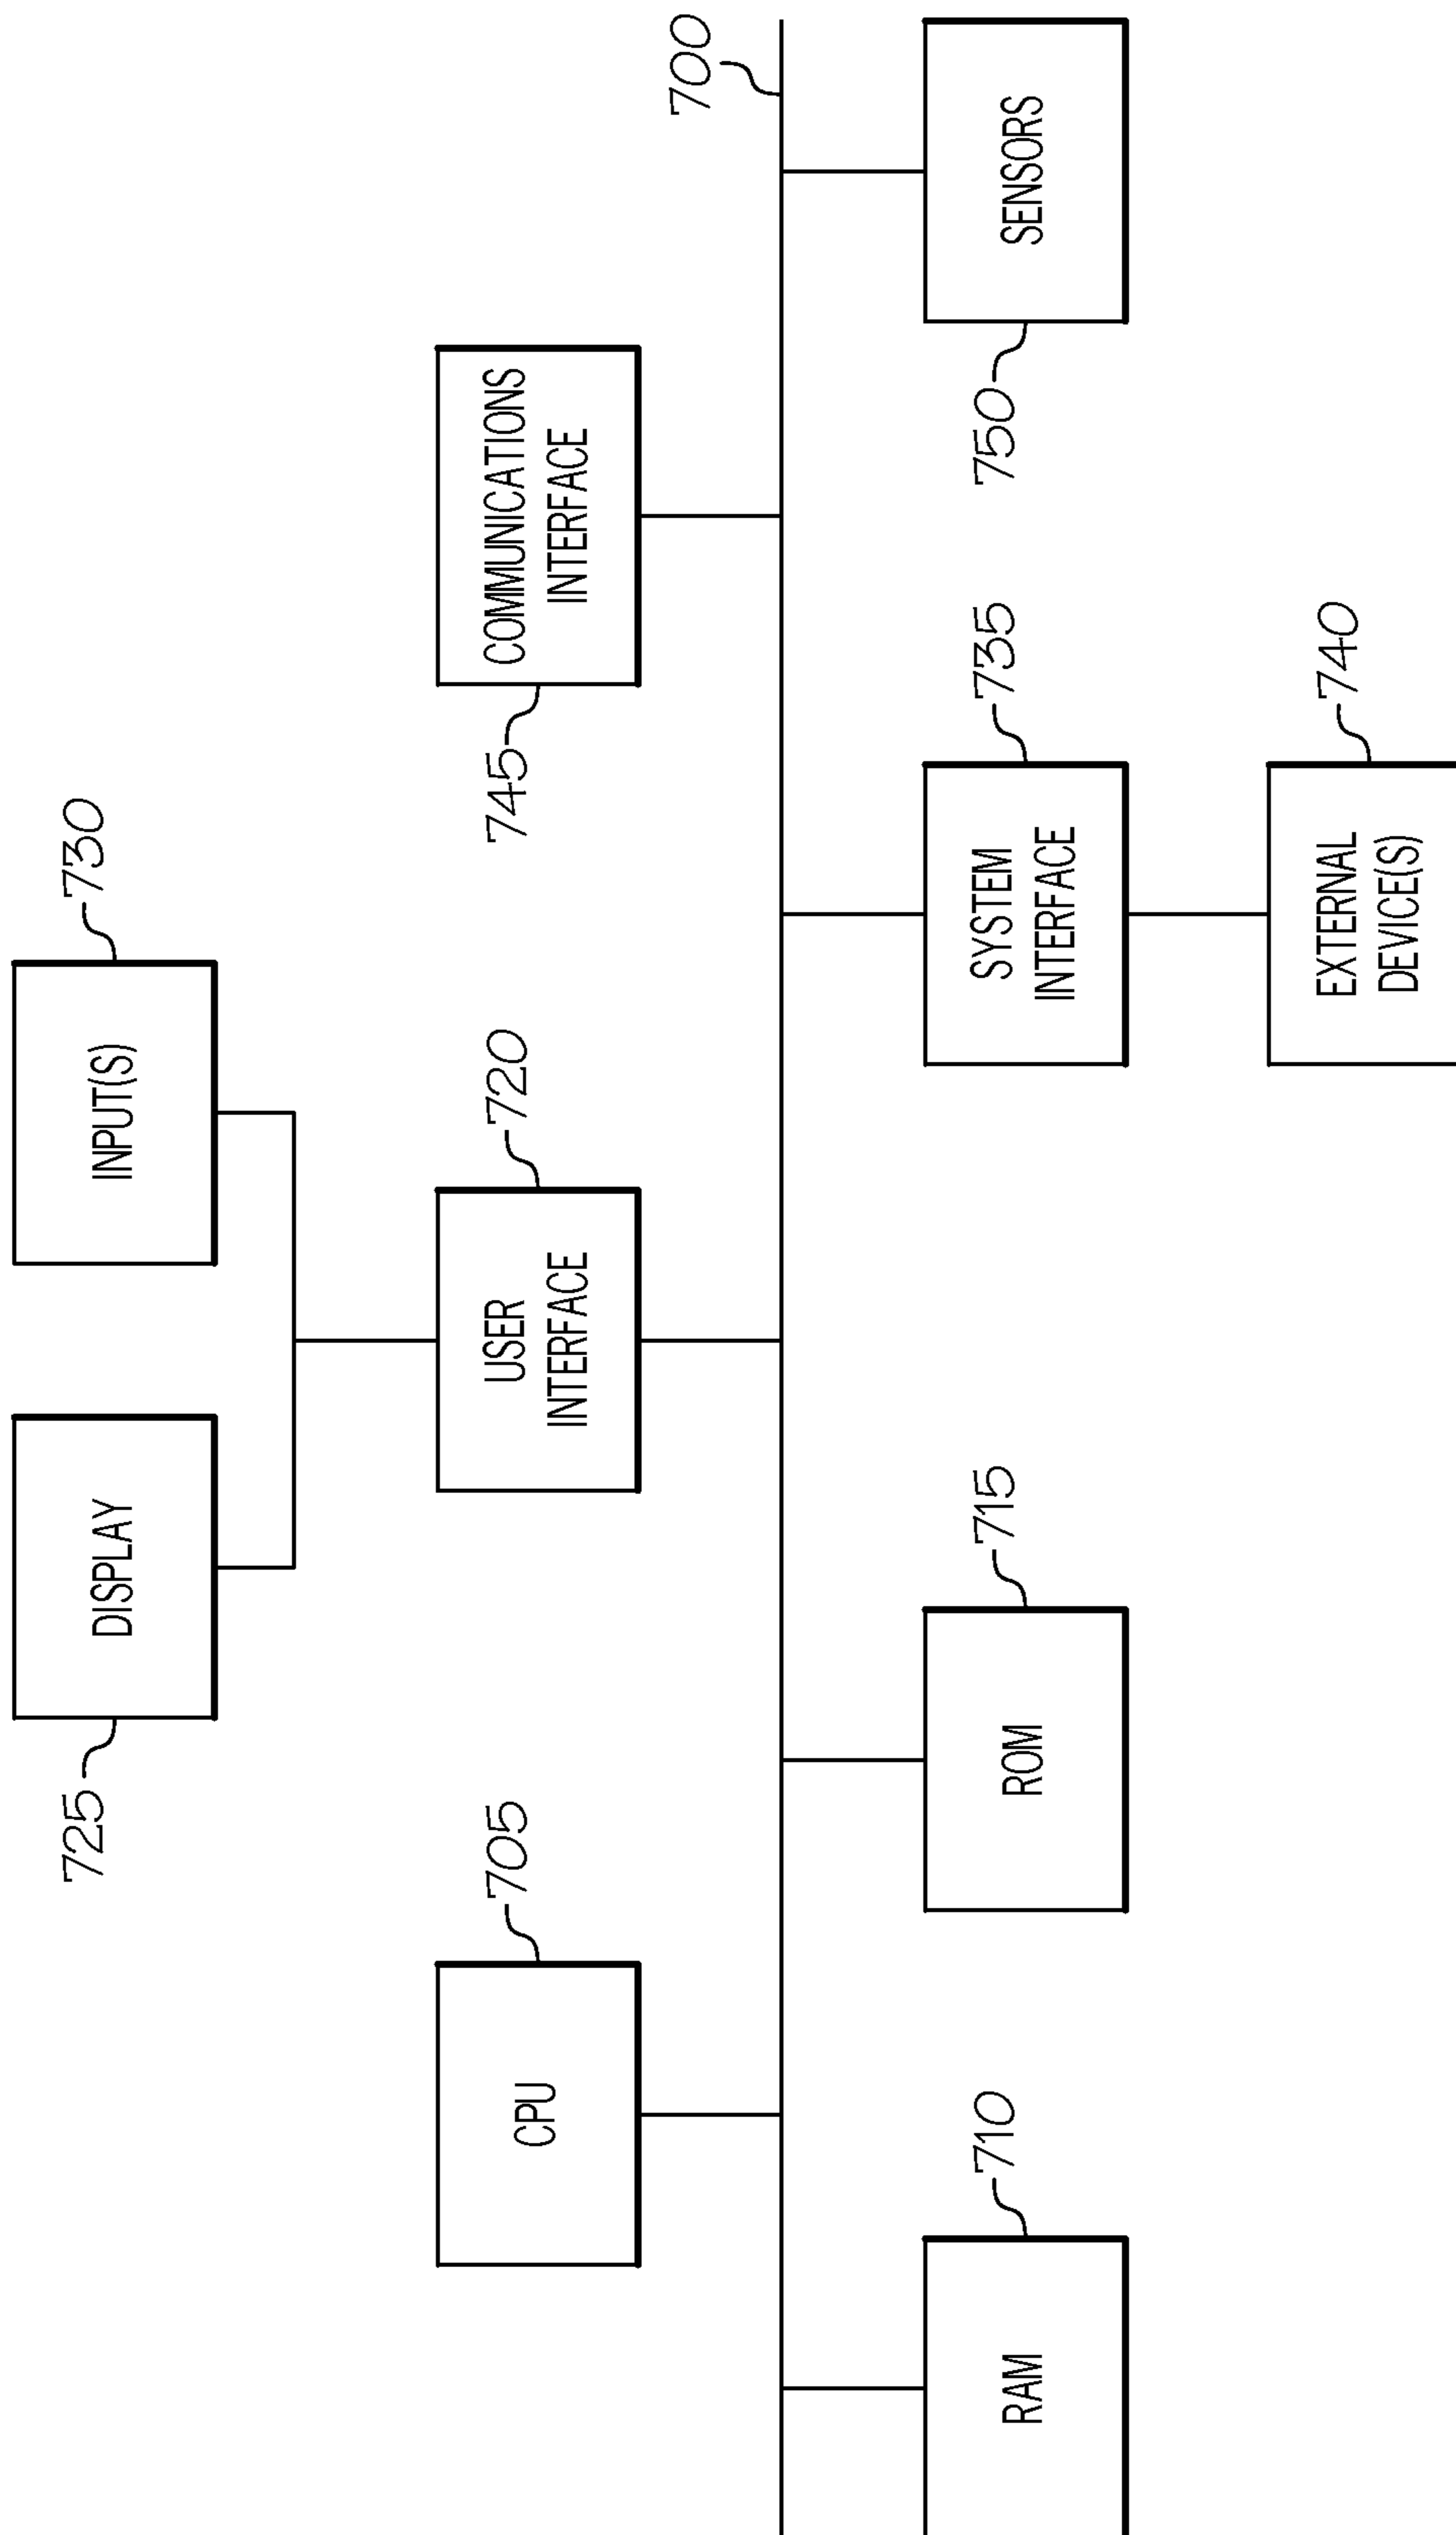 725
DISPLAY
INPUT(S)
730
CPU
705
USER
INTERFACE
720
745
COMMUNICATIONS
INTERFACE
700
RAM
710
ROM
715
SYSTEM
INTERFACE
735
750
SENSORS
EXTERNAL
DEVICE(S)
740